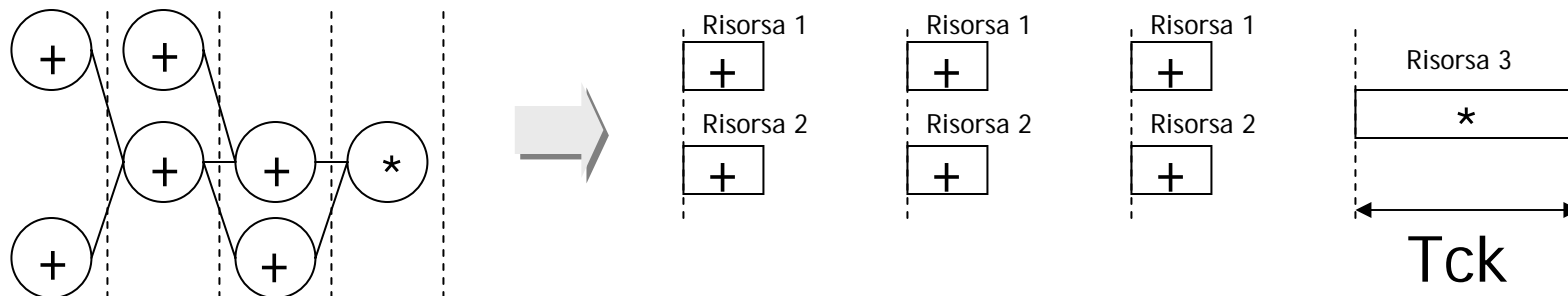 Risorsa 1 Risorsa 1 Risorsa 1
+ + + + +
Risorsa 3
*
Risorsa 2 Risorsa 2 Risorsa 2
+ + * + + +
+ +
Tck